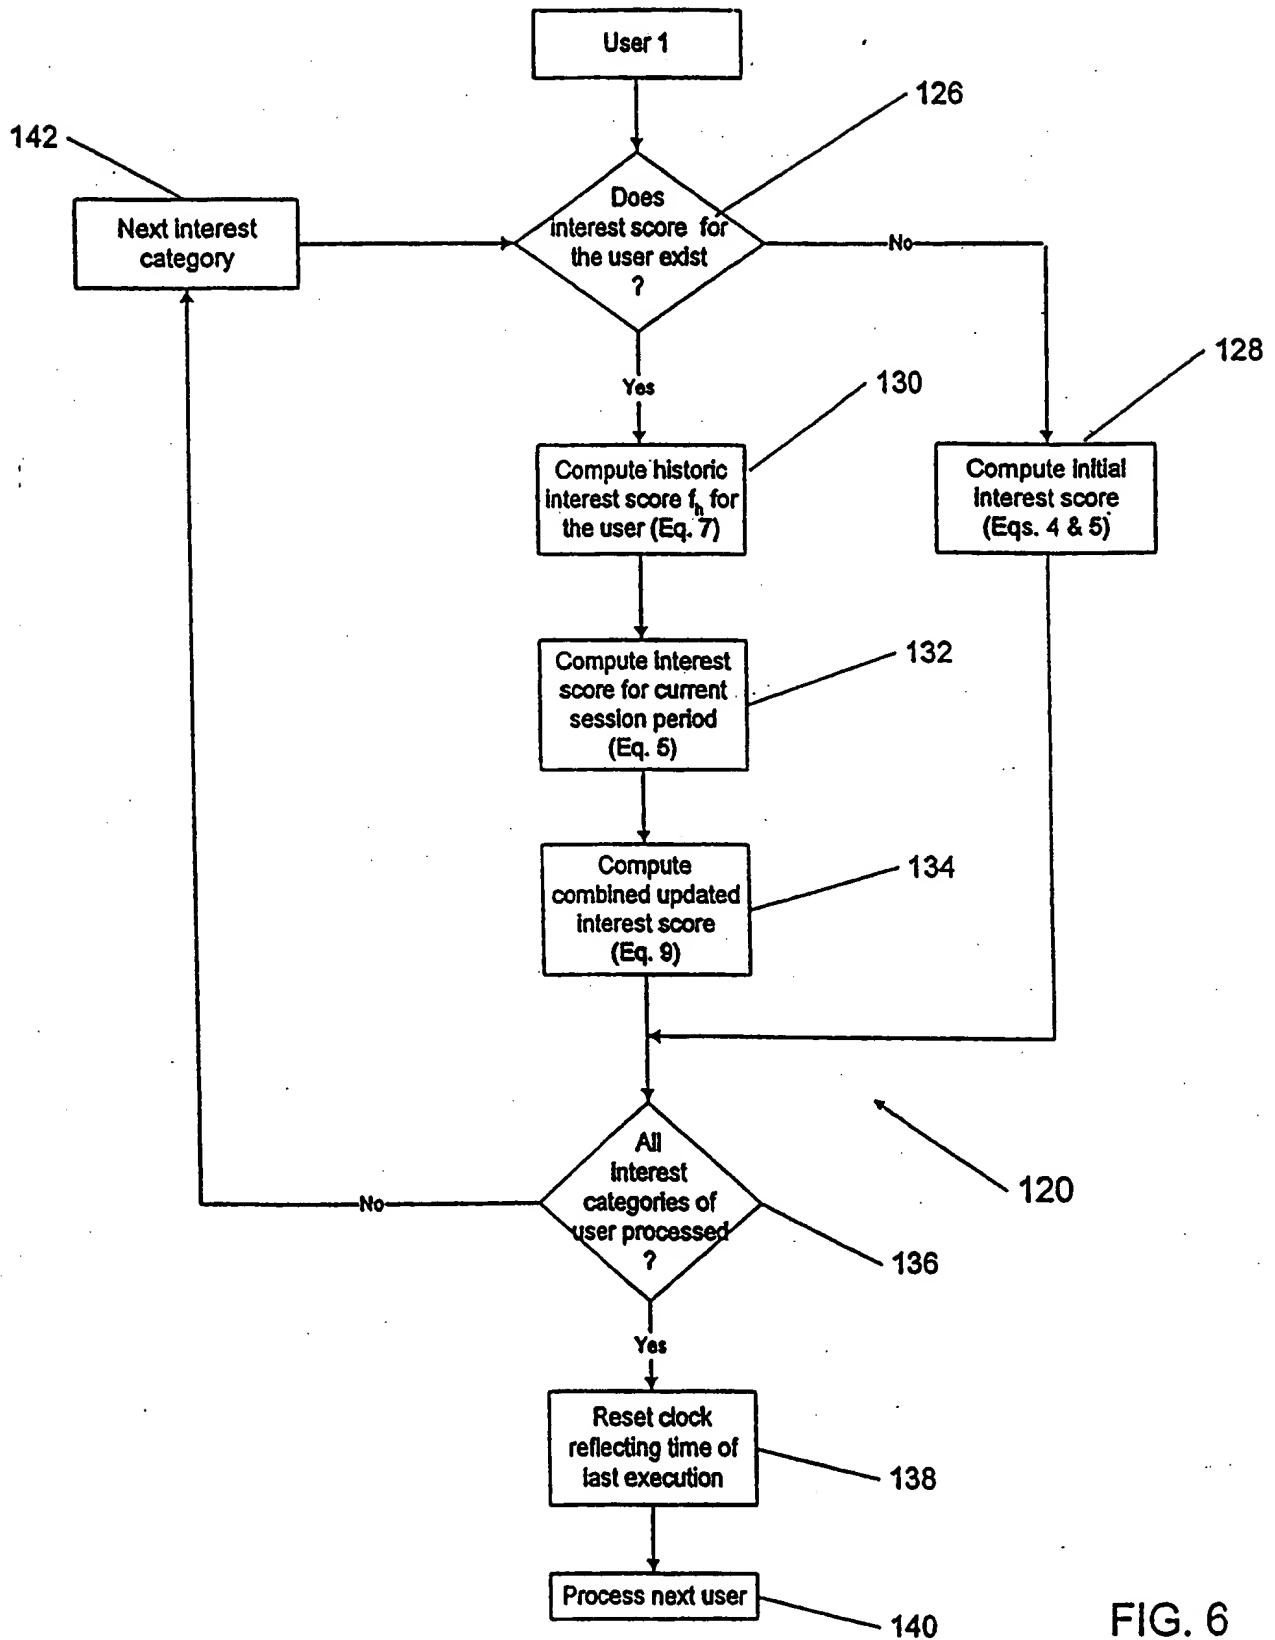 User 1
126
142
Does
interest score for
the user exist
?
Next interest
category
No
128
Yes
130
Compute historic
interest score fh for
the user (Eq. 7)
Compute initial
interest score
(Eqs. 4 & 5)
132
Compute interest
score for current
session period
(Eq. 5)
134
Compute
combined updated
interest score
(Eq. 9)
120
All
interest
categories of
user processed
?
No
136
Yes
Reset clock
reflecting time of
last execution
138
Process next user
140
FIG. 6